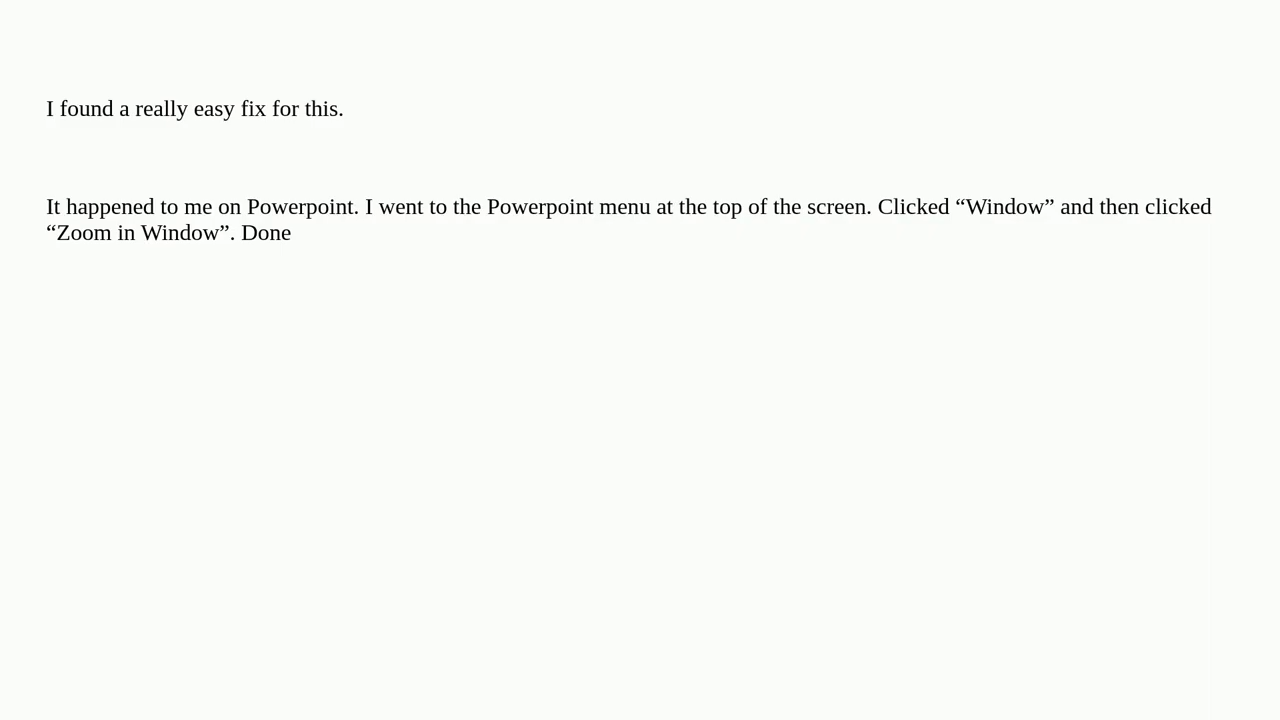 I found a really easy fix for this.
It happened to me on Powerpoint. I went to the Powerpoint menu at the top of the screen. Clicked “Window” and then clicked
“Zoom in Window”. Done